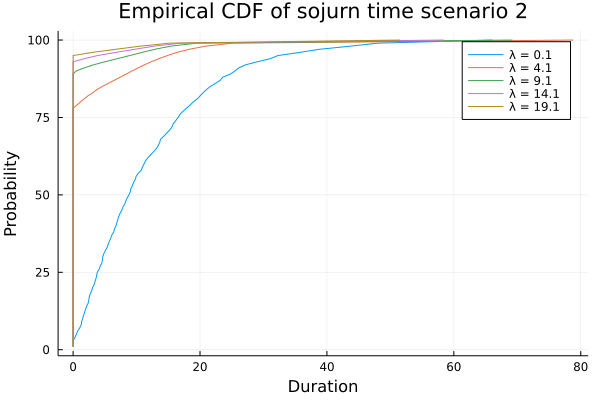 Empirical CDF of sojurn time scenario 2
100
75
50
25
0
Probability
λ = 0.1
λ = 4.1
λ = 9.1
λ = 14.1
λ = 19.1
0 20 40 60 80
Duration